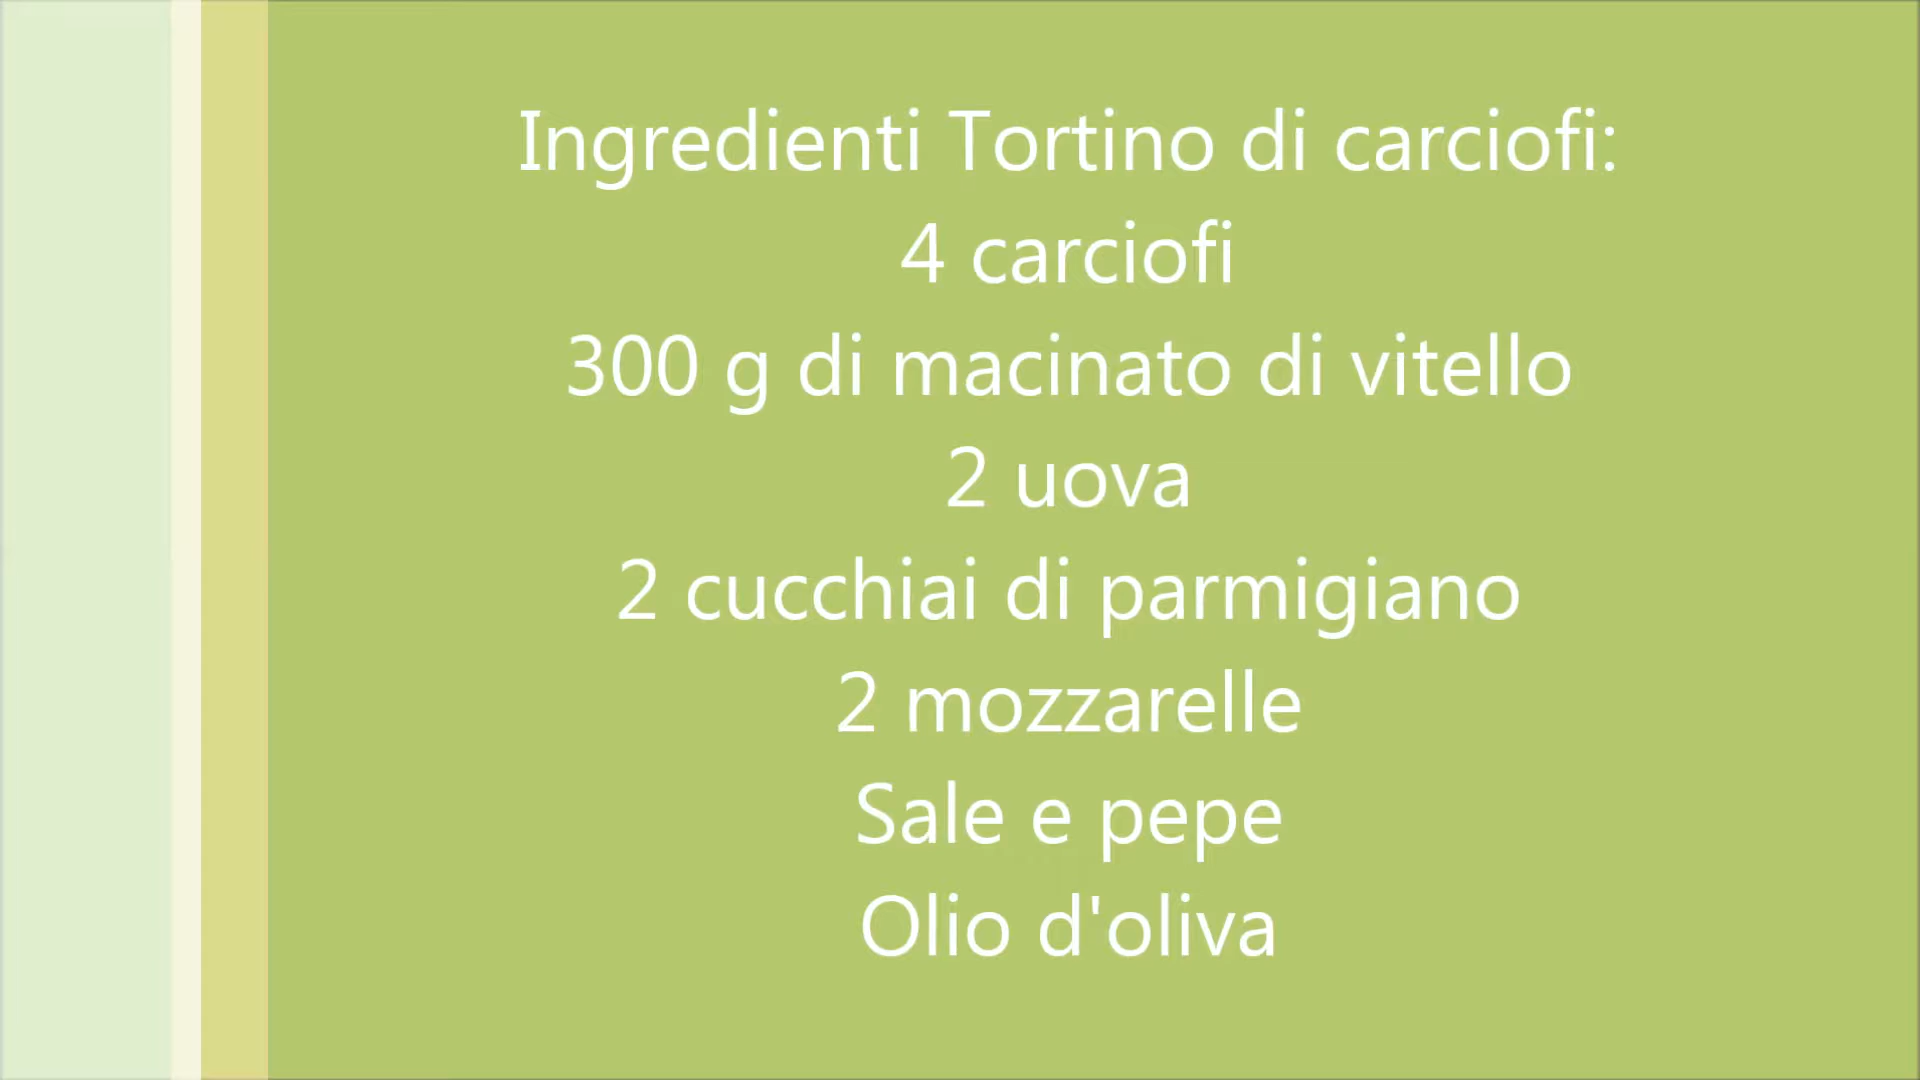 Ingredienti Tortino di carciofi:
4 carciofi
300 g di macinato di vitello
2 uova
2 cucchiai di parmigiano
2 mozzarelle
Sale e pepe
Olio d'oliva